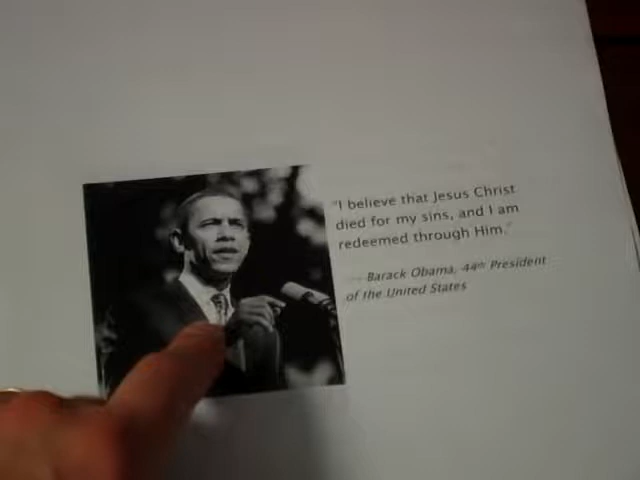 "I believe that Jesus Christ
died for my sins, and I am
redeemed through Him."
— Barack Obama, 44th President
of the United States